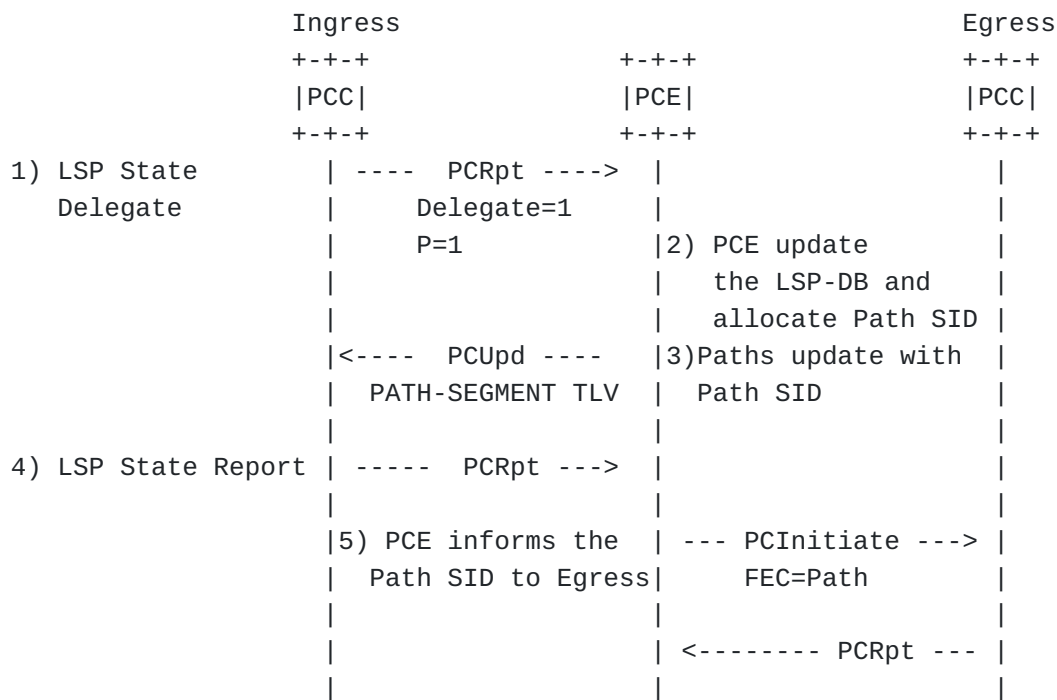 Ingress                                    Egress
                  +-+-+                +-+-+                 +-+-+
                  |PCC|                |PCE|                 |PCC|
                  +-+-+                +-+-+                 +-+-+
1) LSP State        | ----  PCRpt ---->  |                     |
   Delegate         |     Delegate=1     |                     |
                    |     P=1            |2) PCE update        |
                    |                    |   the LSP-DB and    |
                    |                    |   allocate Path SID |
                    |<----  PCUpd ----   |3)Paths update with  |
                    |  PATH-SEGMENT TLV  |  Path SID           |
                    |                    |                     |
4) LSP State Report | -----  PCRpt --->  |                     |
                    |                    |                     |
                    |5) PCE informs the  | --- PCInitiate ---> |
                    |  Path SID to Egress|     FEC=Path        |
                    |                    |                     |
                    |                    | <-------- PCRpt --- |
                    |                    |                     |